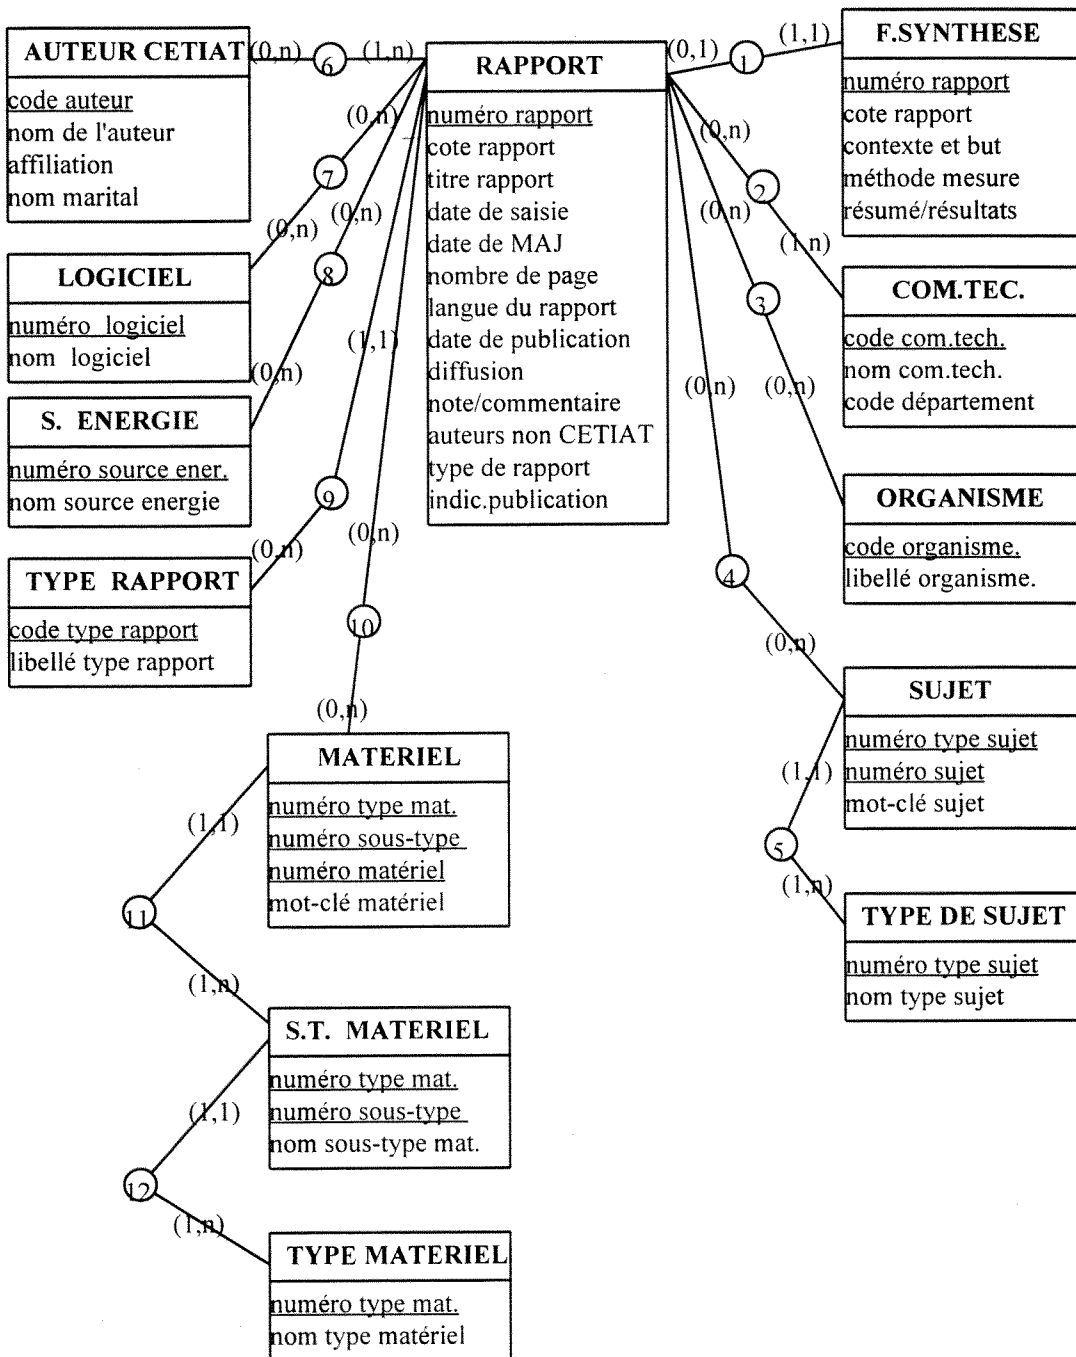 AUTEUR CETIAT
code auteur
nom de l'auteur
affiliation
nom marital
(0,n)
6
(1,n)
RAPPORT
numéro rapport
cote rapport
titre rapport
date de saisie
date de MAJ
nombre de page
langue du rapport
date de publication
diffusion
note/commentaire
auteurs non CETIAT
type de rapport
indic.publication
(0,1)
1
(1,1)
F.SYNTHESE
numéro rapport
cote rapport
contexte et but
méthode mesure
résumé/résultats
(0,n)
7
(0,n)
LOGICIEL
numéro logiciel
nom logiciel
(0,n)
8
(0,n)
S. ENERGIE
numéro source ener.
nom source energie
(1,1)
9
(0,n)
TYPE RAPPORT
code type rapport
libellé type rapport
(0,n)
10
(0,n)
MATERIEL
numéro type mat.
numéro sous-type
numéro matériel
mot-clé matériel
(1,1)
11
(1,n)
S.T. MATERIEL
numéro type mat.
numéro sous-type
nom sous-type mat.
(1,1)
12
(1,n)
TYPE MATERIEL
numéro type mat.
nom type matériel
(0,n)
2
(1,n)
COM.TEC.
code com.tech.
nom com.tech.
code département
(0,n)
3
(0,n)
ORGANISME
code organisme.
libellé organisme.
(0,n)
4
(0,n)
SUJET
numéro type sujet
numéro sujet
mot-clé sujet
(1,1)
5
(1,n)
TYPE DE SUJET
numéro type sujet
nom type sujet